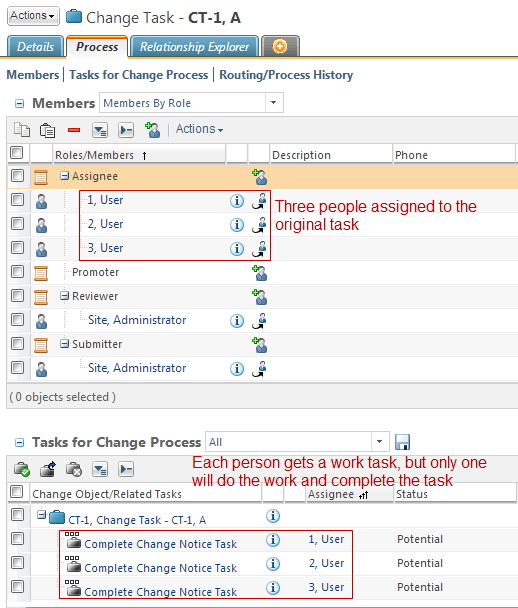 Actions Change Task - CT-1, A
Details Process Relationship Explorer
Members Tasks for Change Process Routing/Process History
Members Members By Role
Actions
Roles/Members Description Phone
Assignee
1, User
2, User
3, User
Three people assigned to the
original task
Promoter
Reviewer
Site, Administrator
Submitter
Site, Administrator
( 0 objects selected )
Tasks for Change Process All
Each person gets a work task, but only one
will do the work and complete the task
Change Object/Related Tasks Assignee Status
CT-1, Change Task - CT-1, A
Complete Change Notice Task 1, User Potential
Complete Change Notice Task 2, User Potential
Complete Change Notice Task 3, User Potential